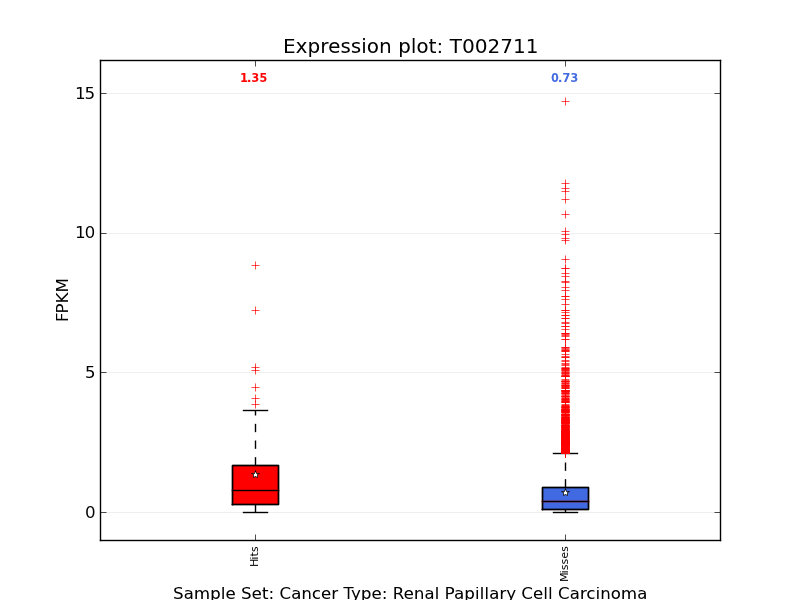 Expression plot: T002711
1.35
0.73
15
10
5
0
FPKM
Hits
Misses
Sample Set: Cancer Type: Renal Papillary Cell Carcinoma